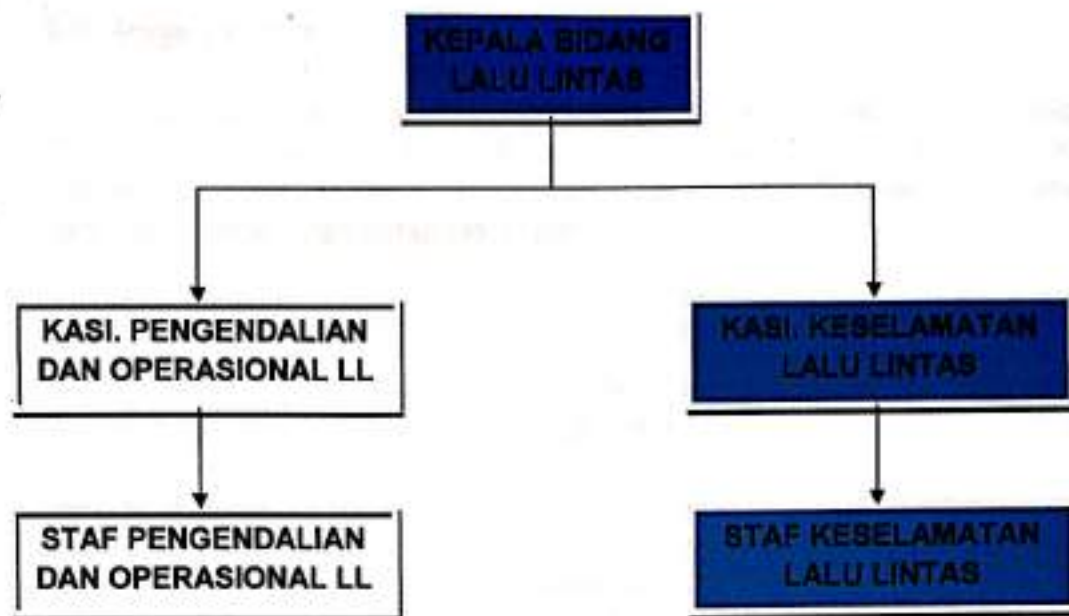 KEPALA BIDANG
LALU LINTAS
KASI. PENGENDALIAN
DAN OPERASIONAL LL
KASI. KESELAMATAN
LALU LINTAS
STAF PENGENDALIAN
DAN OPERASIONAL LL
STAF KESELAMATAN
LALU LINTAS